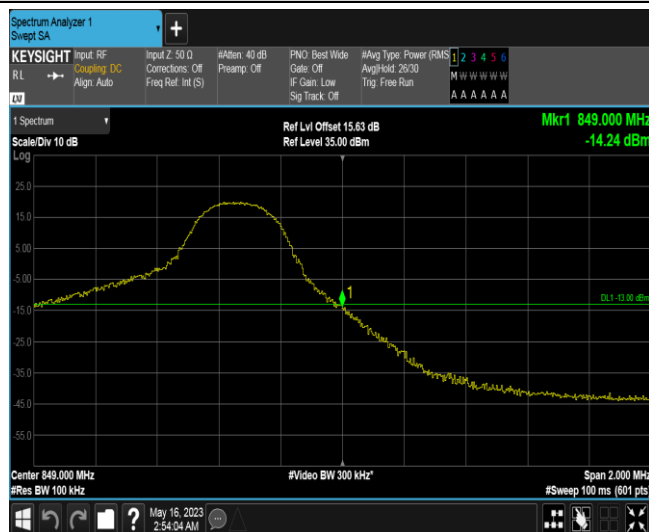 Spectrum Analyzer 1
Swept SA
+
KEYSIGHT
RL
LXI
Input: RF
Coupling: DC
Align: Auto
Input Z: 50 Ω
Corrections: Off
Freq Ref: Int (S)
#Atten: 40 dB
Preamp: Off
PNO: Best Wide
Gate: Off
IF Gain: Low
Sig Track: Off
#Avg Type: Power (RMS
Avg|Hold: 26/30
Trig: Free Run
1 2 3 4 5 6
M W W W W W
A A A A A A
1 Spectrum
Scale/Div 10 dB
Ref Lvl Offset 15.63 dB
Ref Level 35.00 dBm
Mkr1 849.000 MHz
-14.24 dBm
Log
25.0
15.0
5.00
-5.00
1
DL1 -13.00 dBm
-15.0
-25.0
-35.0
-45.0
-55.0
Center 849.000 MHz
#Res BW 100 kHz
#Video BW 300 kHz*
Span 2.000 MHz
#Sweep 100 ms (601 pts)
?
May 16, 2023
2:54:04 AM